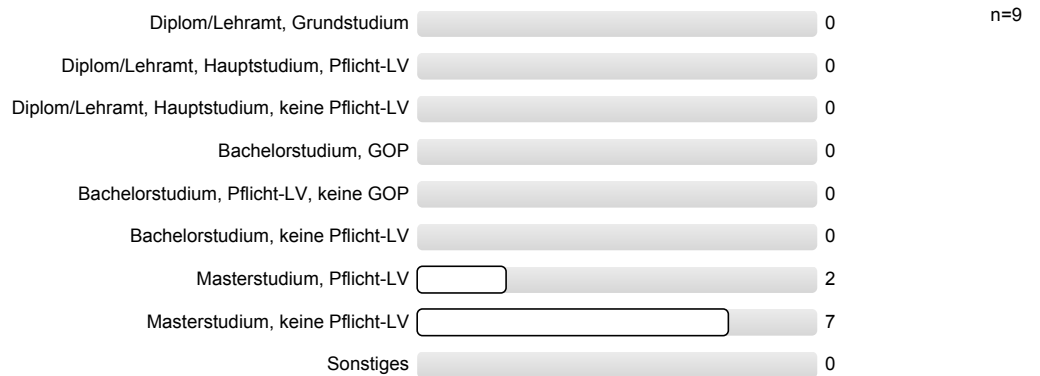 Diplom/Lehramt, Grundstudium 0 n=9
Diplom/Lehramt, Hauptstudium, Pflicht-LV 0
Diplom/Lehramt, Hauptstudium, keine Pflicht-LV 0
Bachelorstudium, GOP 0
Bachelorstudium, Pflicht-LV, keine GOP 0
Bachelorstudium, keine Pflicht-LV 0
Masterstudium, Pflicht-LV 2
Masterstudium, keine Pflicht-LV 7
Sonstiges 0